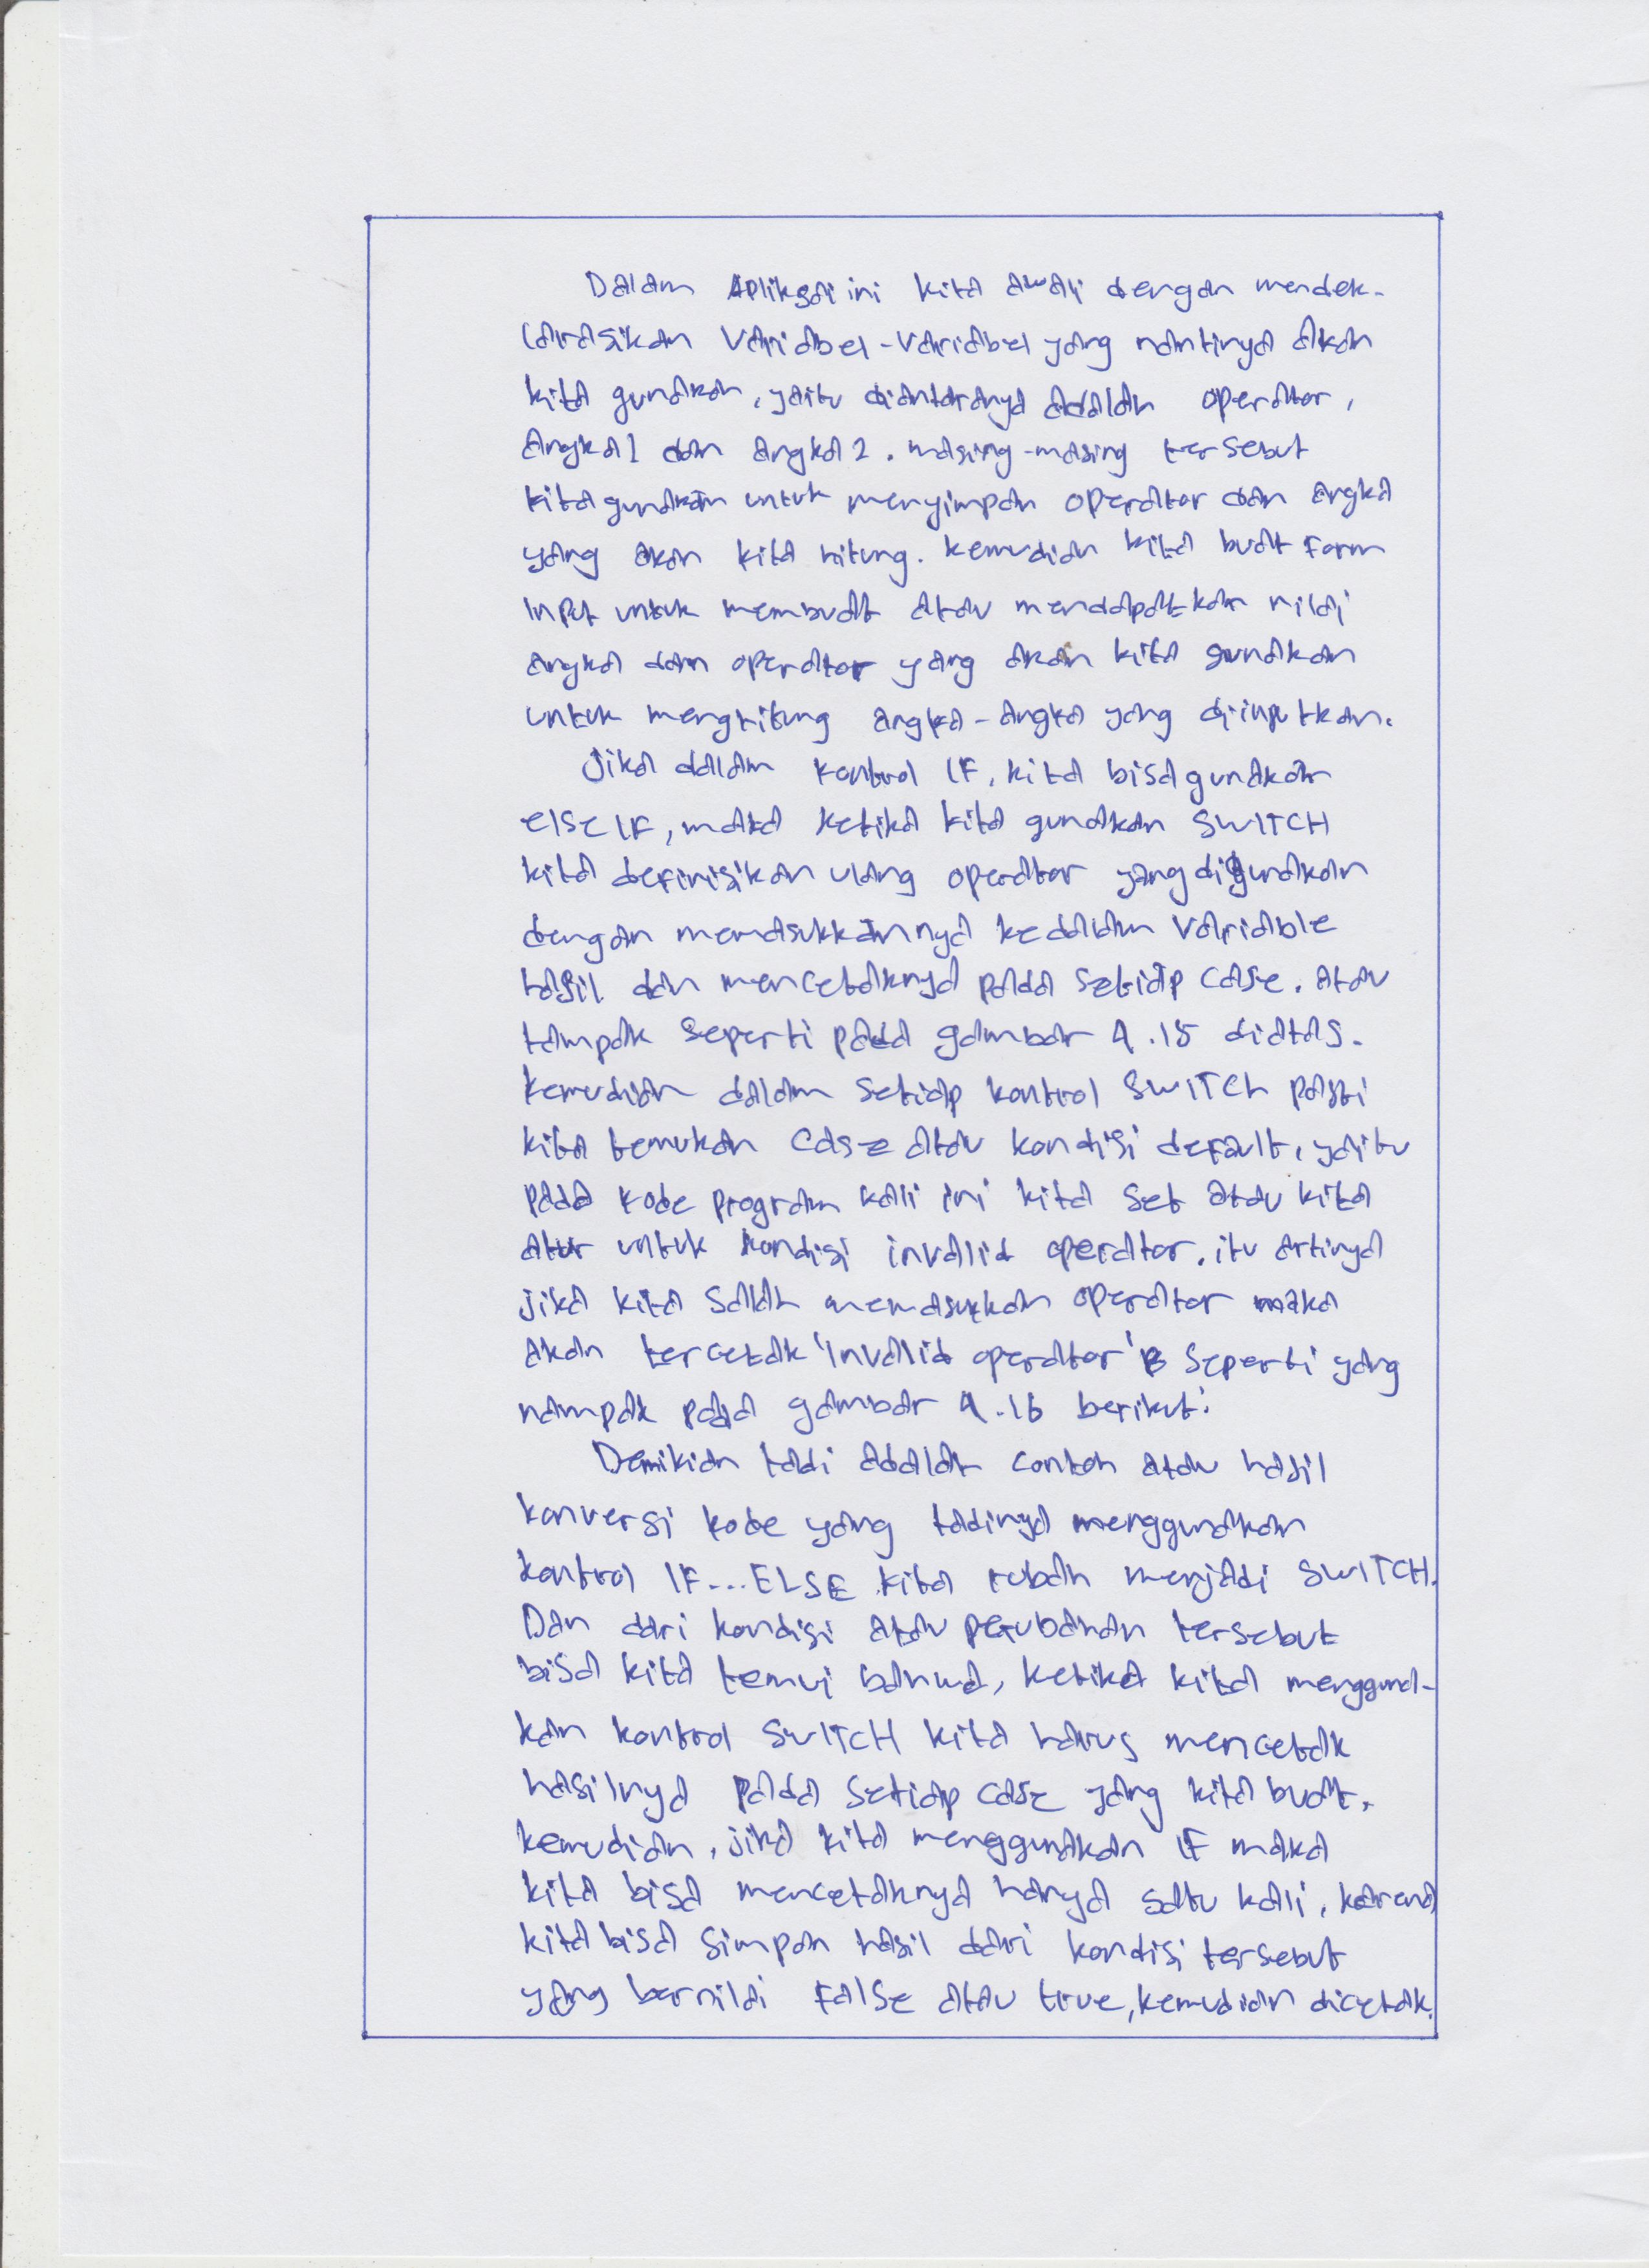 Dalam Aplikasi ini kita awali dengan mendek-
larasikan Variabel-Variabel yang nantinya akan
kita gunakan, yaitu diantaranya adalah operator,
Angka1 dan angka2. masing-masing tersebut
kita gunakan untuk menyimpan operator dan angka
yang akan kita hitung. kemudian kita buat Form
Input untuk membuat atau mendapatkan nilai
angka dan operator yang akan kita gunakan
untuk menghitung angka-angka yang diinputkan.
Jika dalam kontrol IF, kita bisa gunakan
else IF, maka ketika kita gunakan SWITCH
kita definisikan ulang operator yang digunakan
dengan memasukkannya kedalam Variable
hasil dan mencetaknya pada setiap case. atau
tampak seperti pada gambar 4.15 diatas.
kemudian dalam setiap kontrol SWITCh pasti
kita temukan case atau kondisi default, yaitu
pada kode program kali ini kita set atau kita
atur untuk kondisi invalid operator. itu artinya
jika kita salah memasukkan operator maka
akan tercetak 'Invalid operator' seperti yang
nampak pada gambar 4.16 berikut:
Demikian tadi adalah contoh atau hasil
konversi kode yang tadinya menggunakan
kontrol IF...ELSE kita rubah menjadi SWITCH.
Dan dari kondisi atau perubahan tersebut
bisa kita temui bahwa, ketika kita mengguna-
kan kontrol SWITCH kita harus mencetak
hasilnya pada setiap case yang kita buat.
kemudian, jika kita menggunakan IF maka
kita bisa mencetaknya hanya satu kali, karena
kita bisa simpan hasil dari kondisi tersebut
yang bernilai False atau true, kemudian dicetak.